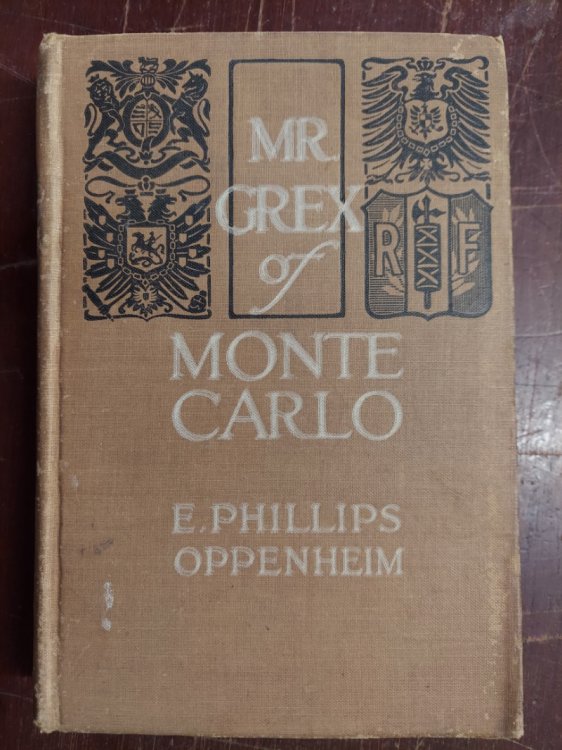 MR.
GREX
of
MONTE
CARLO
R F
E. PHILLIPS
OPPENHEIM